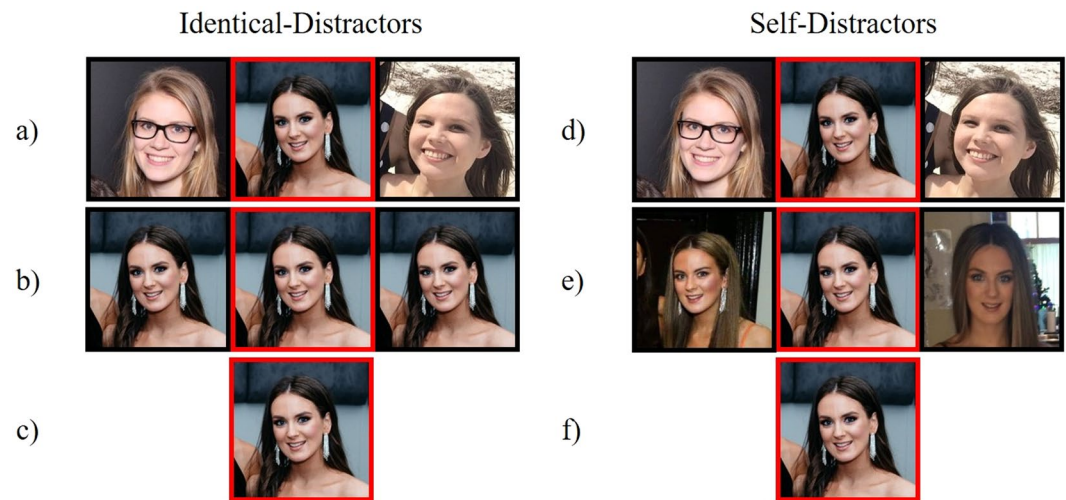 Identical-Distractors
Self-Distractors
a)
d)
b)
e)
c)
f)